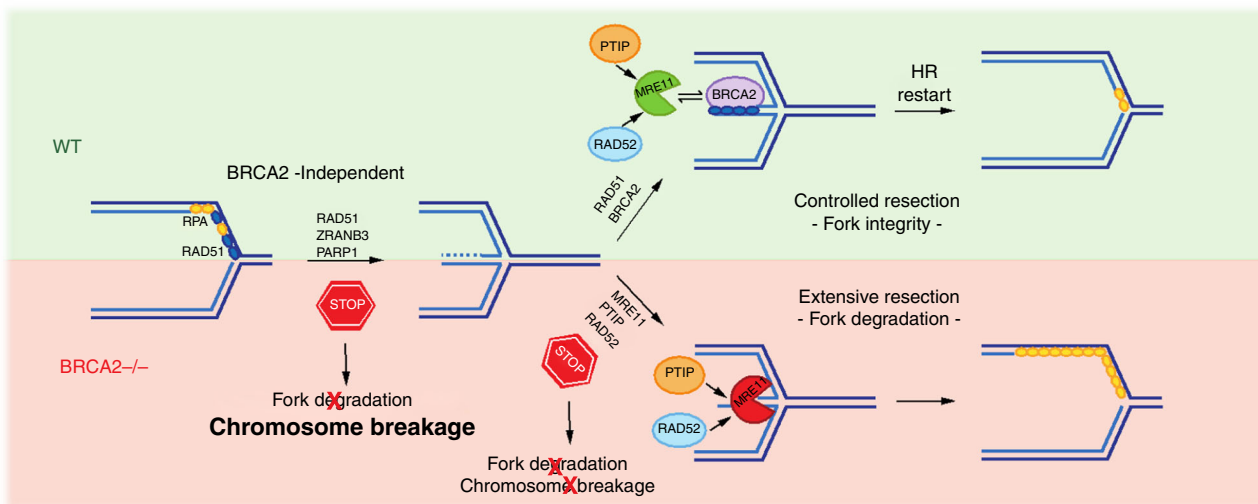 WT
BRCA2 -Independent
RPA
RAD51
RAD51
ZRANB3
PARP1
STOP
PTIP
MRE11
BRCA2
RAD52
RAD51
BRCA2
HR
restart
Controlled resection
- Fork integrity -
BRCA2–/–
Fork degradation
X
Chromosome breakage
MRE11
PTIP
RAD52
STOP
Fork degradation
X
Chromosome breakage
X
PTIP
MRE11
RAD52
Extensive resection
- Fork degradation -